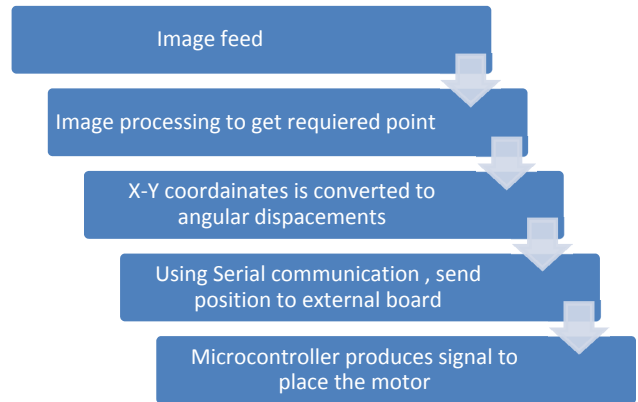 Image feed
Image processing to get requiered point
X-Y coordainates is converted to
angular dispacements
Using Serial communication , send
position to external board
Microcontroller produces signal to
place the motor